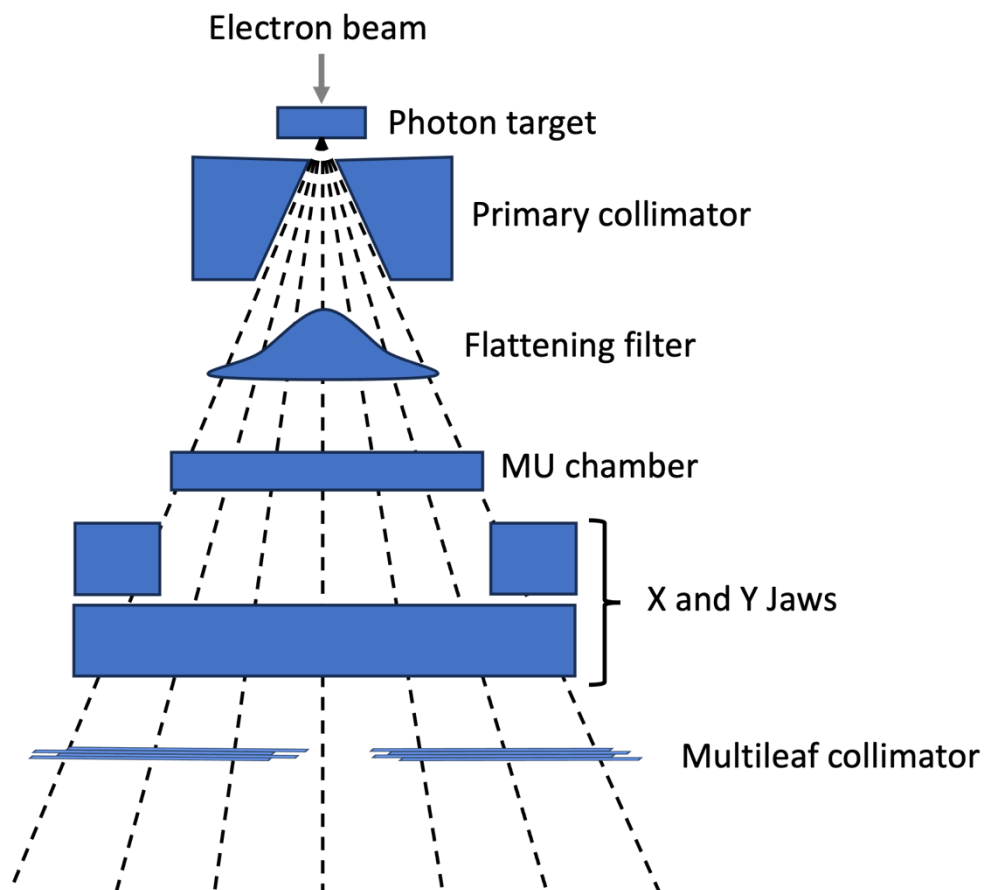 Electron beam
Photon target
Primary collimator
Flattening filter
MU chamber
X and Y Jaws
Multileaf collimator